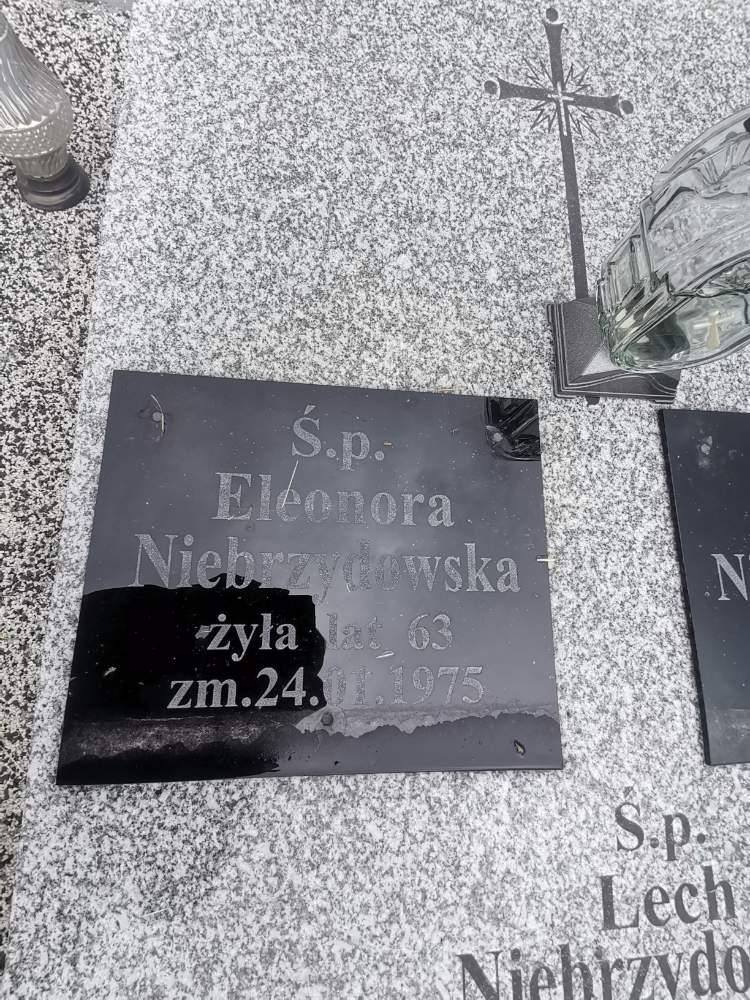 Ś.p.
Eleonora
Niebrzydowska
żyła lat 63
zm.24.01.1975
Ś.p.
Lech